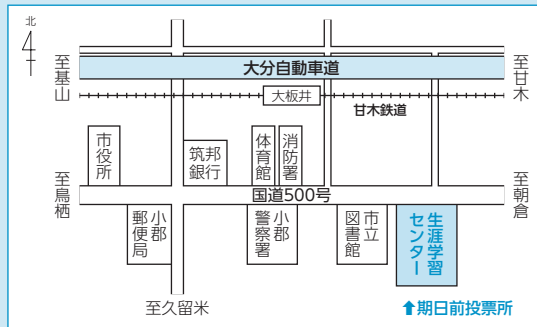 北
至基山
大分自動車道
至甘木
大板井
甘木鉄道
市役所
筑邦
銀行
体育館
消防署
至鳥栖
国道500号
至朝倉
小郡
郵便局
小郡
警察署
市立
図書館
生涯学習
センター
至久留米
⬆期日前投票所